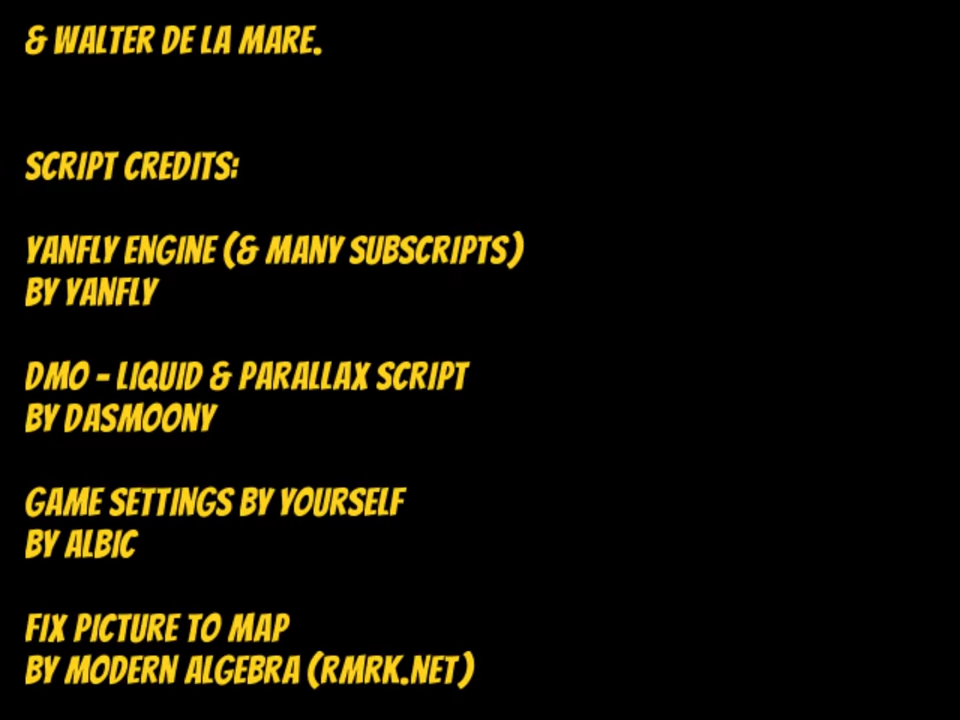 & WALTER DE LA MARE.
SCRIPT CREDITS:
YANFLY ENGINE (& MANY SUBSCRIPTS)
BY YANFLY
DMO - LIQUID & PARALLAX SCRIPT
BY DASMOONY
GAME SETTINGS BY YOURSELF
BY ALBIC
FIX PICTURE TO MAP
BY MODERN ALGEBRA (RMRK.NET)